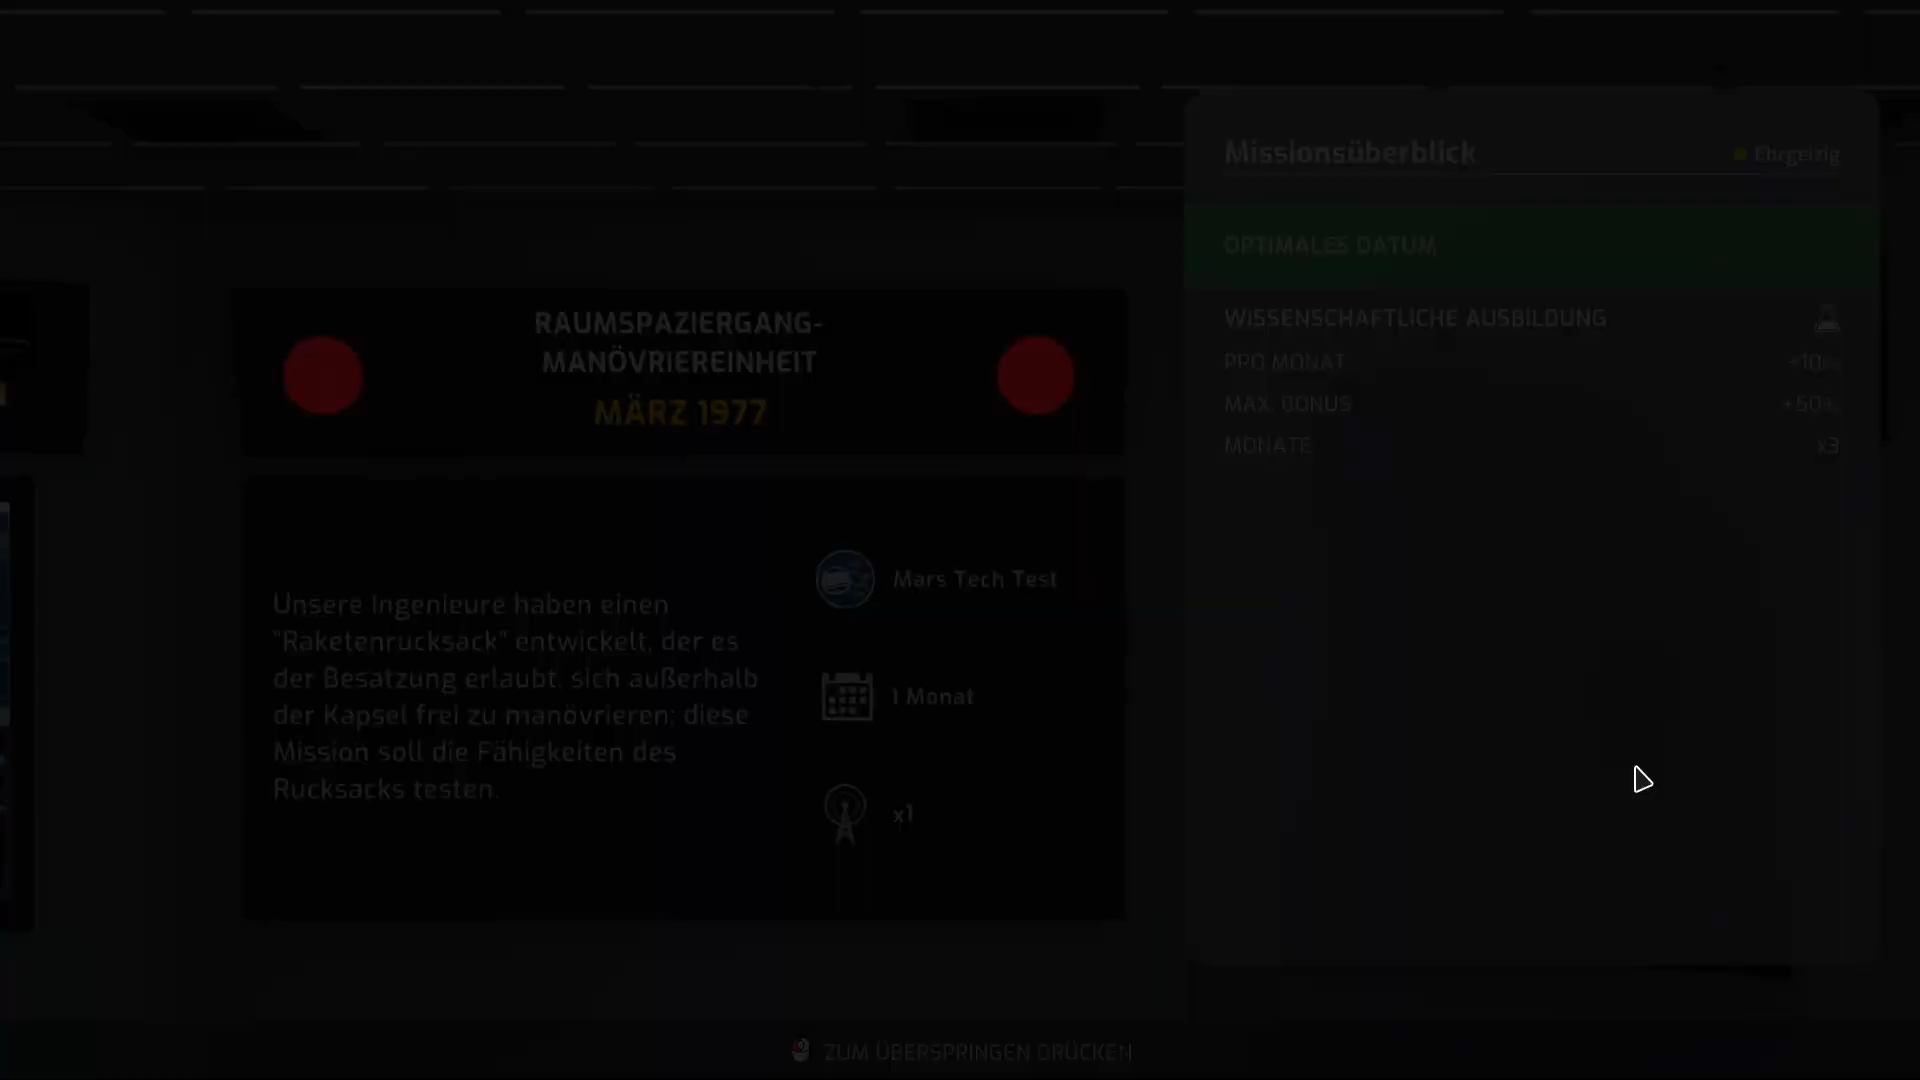 RAUMSPAZIERGANG-
MANÖVRIEREINHEIT
MÄRZ 1977
Unsere Ingenieure haben einen
"Raketenrucksack" entwickelt, der es
der Besatzung erlaubt, sich außerhalb
der Kapsel frei zu manövrieren; diese
Mission soll die Fähigkeiten des
Rucksacks testen.
Mars Tech Test
1 Monat
x1
Missionsüberblick
Ehrgeizig
OPTIMALES DATUM
WISSENSCHAFTLICHE AUSBILDUNG
PRO MONAT +10%
MAX. BONUS +50%
MONATE x3
ZUM ÜBERSPRINGEN DRÜCKEN